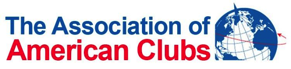 The Association of
American Clubs